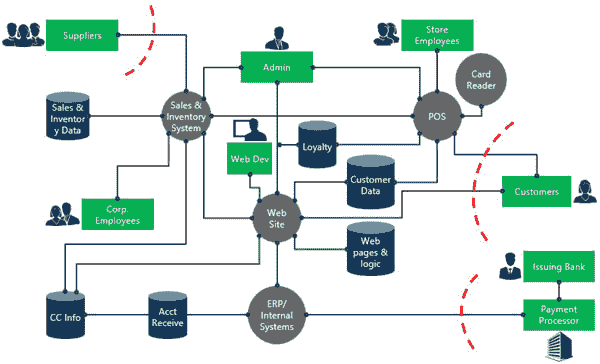 Suppliers
Admin
Store
Employees
Card
Reader
Sales &
Inventor
y Data
Sales &
Inventory
System
POS
Web Dev
Loyalty
Customer
Data
Customers
Corp.
Employees
Web
Site
Web
pages &
logic
Issuing Bank
CC Info
Acct
Receive
ERP/
Internal
Systems
Payment
Processor